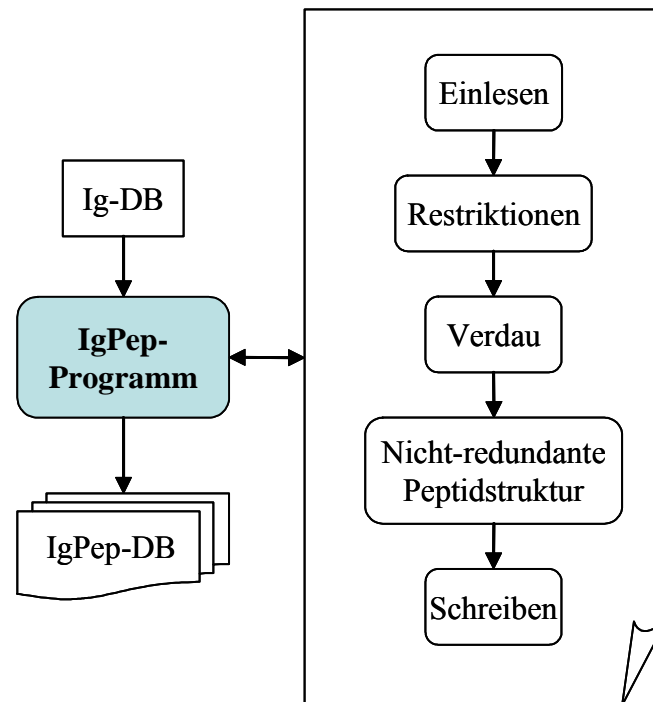 Ig-DB
IgPep-
Programm
IgPep-DB
Einlesen
Restriktionen
Verdau
Nicht-redundante
Peptidstruktur
Schreiben